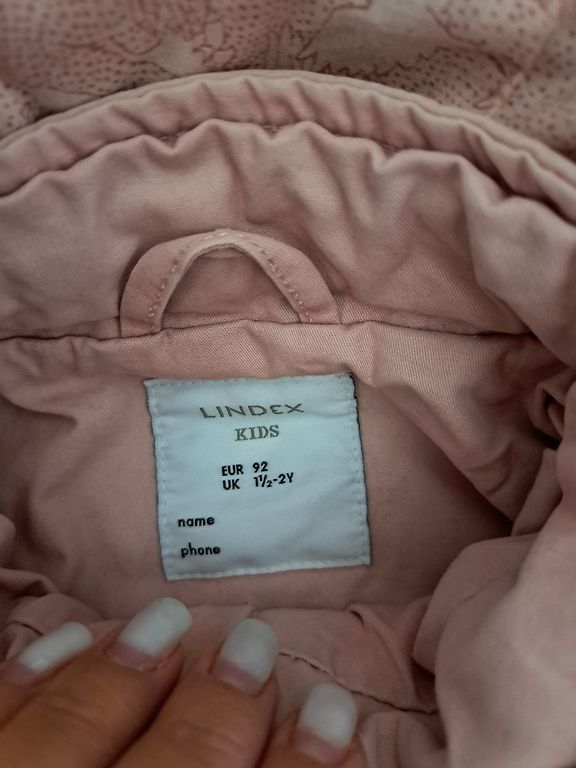 LINDEX
KIDS
EUR 92
UK 1½-2Y
name
phone